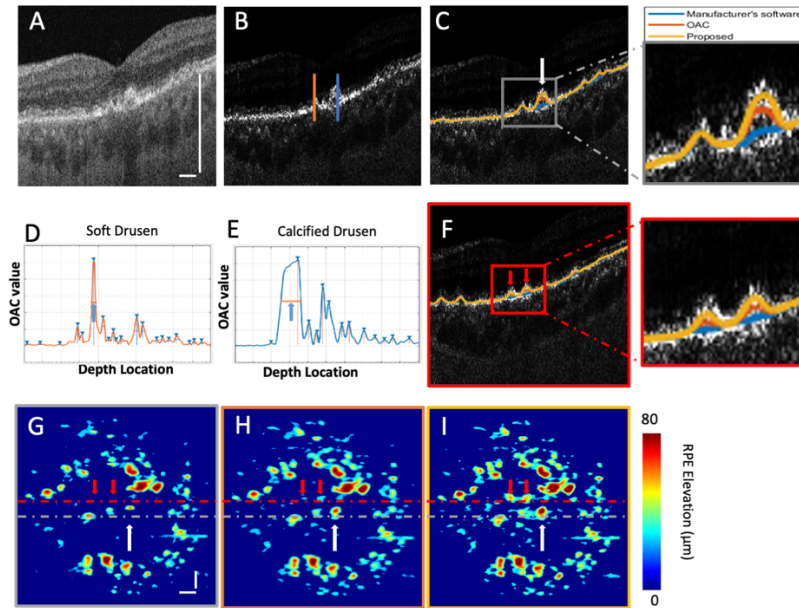 A
B
C
Manufacturer's software
OAC
Proposed
D
Soft Drusen
OAC value
Depth Location
E
Calcified Drusen
OAC value
Depth Location
F
G
H
I
80
RPE Elevation (μm)
0